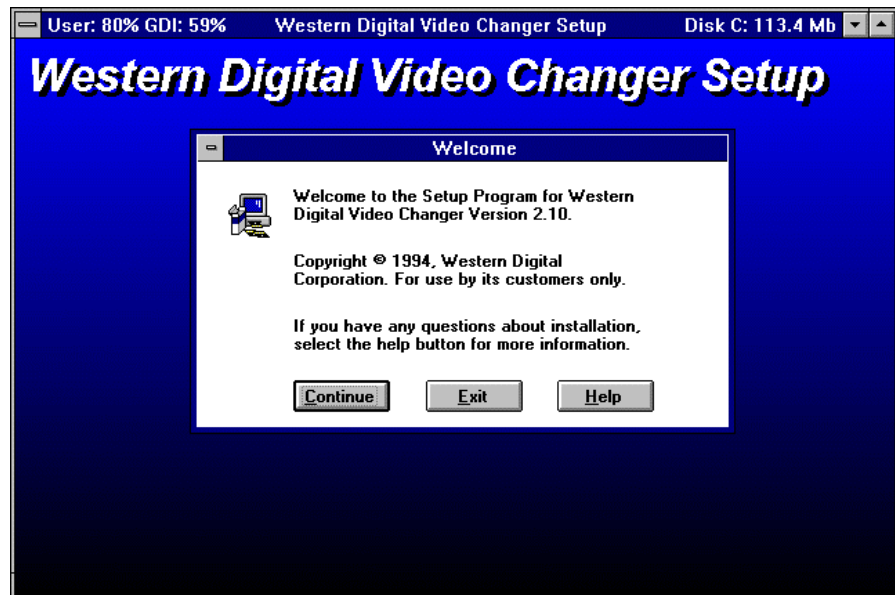 User: 80% GDI: 59% Western Digital Video Changer Setup Disk C: 113.4 Mb
Western Digital Video Changer Setup
Welcome
Welcome to the Setup Program for Western
Digital Video Changer Version 2.10.
Copyright © 1994, Western Digital
Corporation. For use by its customers only.
If you have any questions about installation,
select the help button for more information.
Continue Exit Help